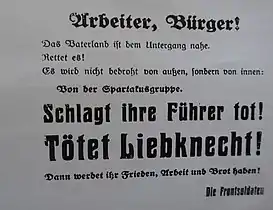 Arbeiter, Bürger!
Das Vaterland ist dem Untergang nahe.
Rettet es!
Es wird nicht bedroht von außen, sondern von innen:
Von der Spartakusgruppe.
Schlagt ihre Führer tot!
Tötet Liebknecht!
Dann werdet ihr Frieden, Arbeit und Brot haben!
Die Frontsoldaten